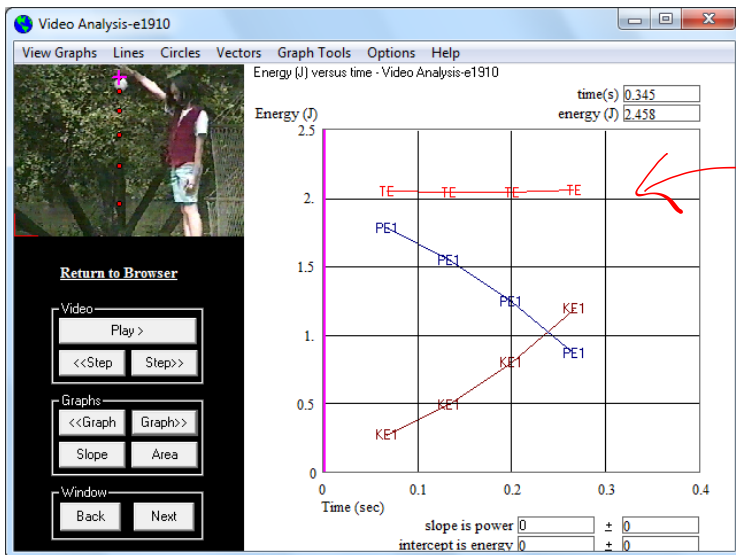 Video Analysis-e1910
View Graphs Lines Circles Vectors Graph Tools Options Help
Energy (J) versus time - Video Analysis-e1910
time(s) 0.345
energy (J) 2.458
Energy (J)
2.5
2.
1.5
1.
0.5
0
TE TE TE TE
PE1 PE1 PE1 PE1
KE1 KE1 KE1 KE1
0 0.1 0.2 0.3 0.4
Time (sec)
slope is power 0 ± 0
intercept is energy 0 ± 0
Return to Browser
Video
Play >
<<Step Step>>
Graphs
<<Graph Graph>>
Slope Area
Window
Back Next